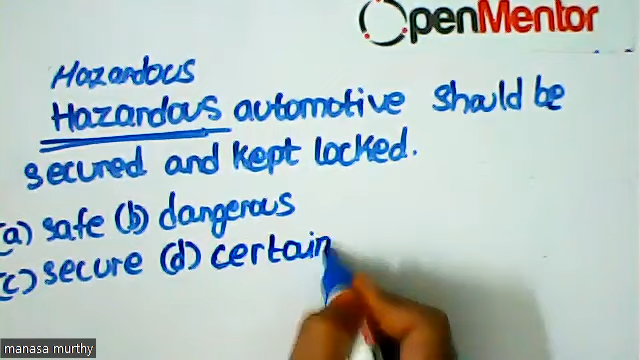 OpenMentor
Hazardous
Hazardous automotive should be
secured and kept locked.
(a) safe (b) dangerous
(c) secure (d) certain
manasa murthy